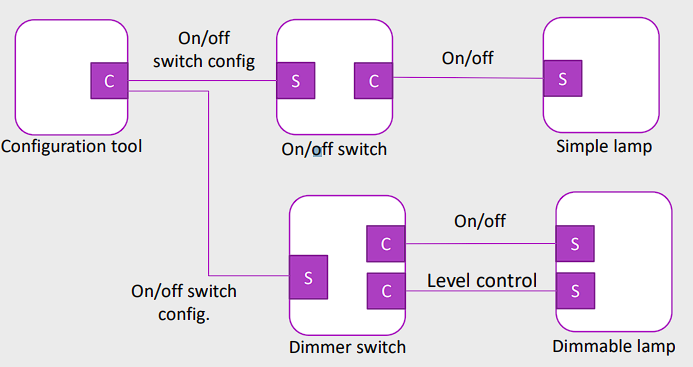 On/off
switch config
On/off
C
S
C
S
Configuration tool
On/off switch
Simple lamp
On/off
C
S
S
Level control
C
S
On/off switch
config.
Dimmer switch
Dimmable lamp